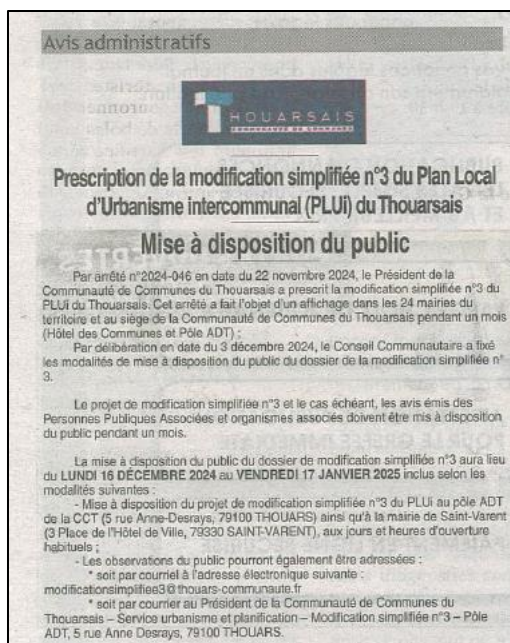 Avis administratifs
THOUARSAIS
COMMUNAUTÉ DE COMMUNES
Prescription de la modification simplifiée n°3 du Plan Local
d'Urbanisme intercommunal (PLUi) du Thouarsais
Mise à disposition du public
Par arrêté n°2024-046 en date du 22 novembre 2024, le Président de la
Communauté de Communes du Thouarsais a prescrit la modification simplifiée n°3 du
PLUi du Thouarsais. Cet arrêté a fait l'objet d'un affichage dans les 24 mairies du
territoire et au siège de la Communauté de Communes du Thouarsais pendant un mois
(Hôtel des Communes et Pôle ADT) ;
Par délibération en date du 3 décembre 2024, le Conseil Communautaire a fixé
les modalités de mise à disposition du public du dossier de la modification simplifiée n°
3.
Le projet de modification simplifiée n°3 et le cas échéant, les avis émis des
Personnes Publiques Associées et organismes associés doivent être mis à disposition
du public pendant un mois.
La mise à disposition du public du dossier de modification simplifiée n°3 aura lieu
du LUNDI 16 DÉCEMBRE 2024 au VENDREDI 17 JANVIER 2025 inclus selon les
modalités suivantes :
- Mise à disposition du projet de modification simplifiée n°3 du PLUi au pôle ADT
de la CCT (5 rue Anne-Desrays, 79100 THOUARS) ainsi qu'à la mairie de Saint-Varent
(3 Place de l'Hôtel de Ville, 79330 SAINT-VARENT), aux jours et heures d'ouverture
habituels ;
- Les observations du public pourront également être adressées :
* soit par courriel à l'adresse électronique suivante :
modificationsimplifiee3@thouars-communaute.fr
* soit par courrier au Président de la Communauté de Communes du
Thouarsais – Service urbanisme et planification – Modification simplifiée n°3 – Pôle
ADT, 5 rue Anne Desrays, 79100 THOUARS.